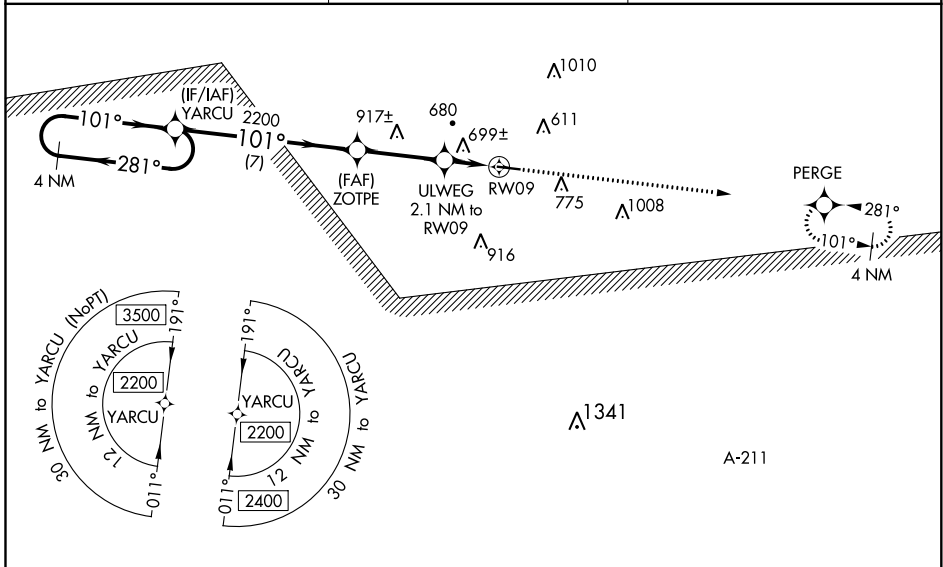 1010
(IF/IAF)
YARCU
2200
101°
101°
(7)
281°
4 NM
917±
680
699±
611
(FAF)
ZOTPE
ULWEG
2.1 NM to
RW09
RW09
775
1008
916
PERGE
281°
101°
4 NM
30 NM to YARCU (NoPT)
3500
191°
12 NM to YARCU
2200
YARCU
011°
191°
12 NM to YARCU
YARCU
2200
30 NM to YARCU
2400
011°
1341
A-211